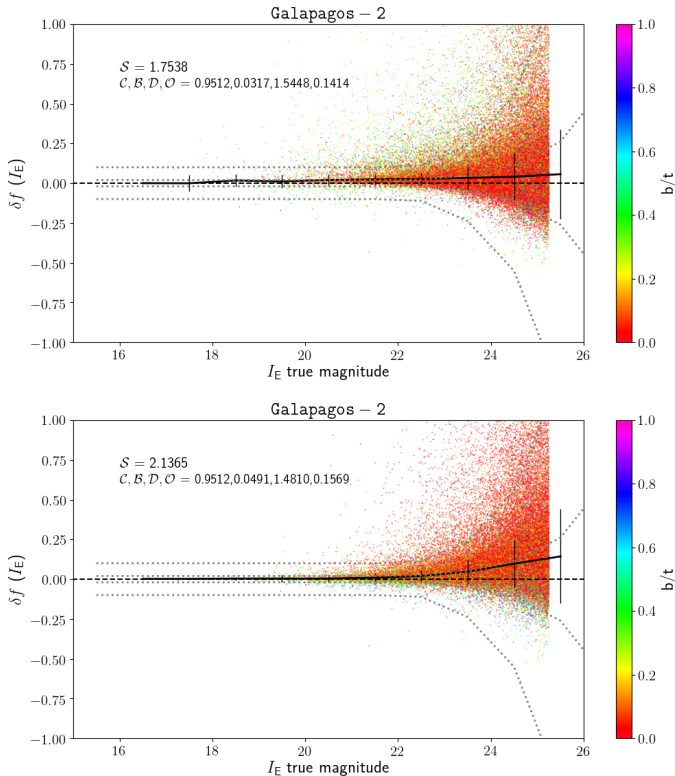 Galapagos − 2
1.00
0.75
0.50
0.25
0.00
−0.25
−0.50
−0.75
−1.00
δf (I_E)
S = 1.7538
C, B, D, O = 0.9512,0.0317,1.5448,0.1414
16 18 20 22 24 26
I_E true magnitude
1.0
0.8
0.6
0.4
0.2
0.0
b/t
Galapagos − 2
1.00
0.75
0.50
0.25
0.00
−0.25
−0.50
−0.75
−1.00
δf (I_E)
S = 2.1365
C, B, D, O = 0.9512,0.0491,1.4810,0.1569
16 18 20 22 24 26
I_E true magnitude
1.0
0.8
0.6
0.4
0.2
0.0
b/t